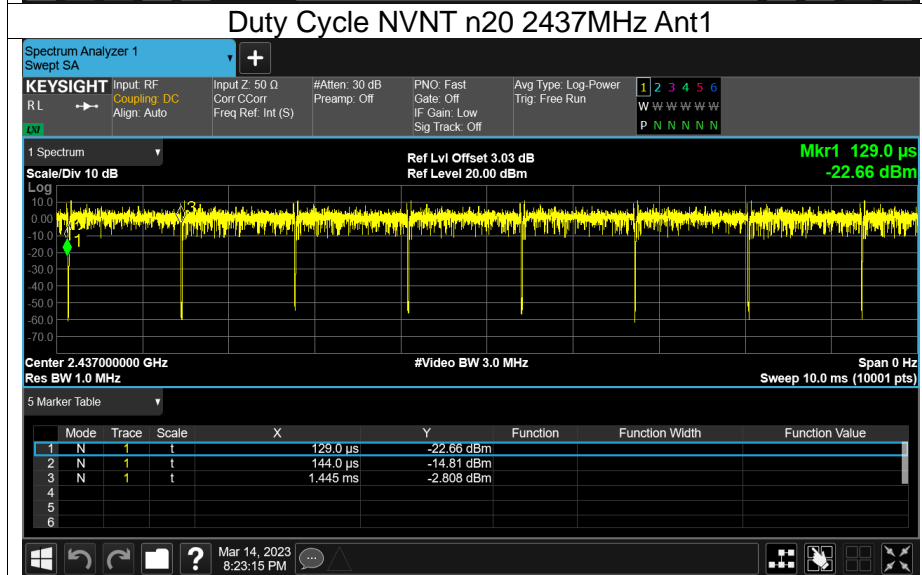 Duty Cycle NVNT n20 2437MHz Ant1
Spectrum Analyzer 1
Swept SA
+
KEYSIGHT Input: RF Input Z: 50 Ω #Atten: 30 dB PNO: Fast Avg Type: Log-Power 1 2 3 4 5 6
RL Coupling: DC Corr CCorr Preamp: Off Gate: Off Trig: Free Run W W W W W W
Align: Auto Freq Ref: Int (S) IF Gain: Low
LXI Sig Track: Off P N N N N N
1 Spectrum Ref Lvl Offset 3.03 dB Mkr1 129.0 µs
Scale/Div 10 dB Ref Level 20.00 dBm -22.66 dBm
Log
10.0
0.00
-10.0
-20.0
-30.0
-40.0
-50.0
-60.0
-70.0
1
3
Center 2.437000000 GHz #Video BW 3.0 MHz Span 0 Hz
Res BW 1.0 MHz Sweep 10.0 ms (10001 pts)
5 Marker Table
Mode Trace Scale X Y Function Function Width Function Value
1 N 1 t 129.0 µs -22.66 dBm
2 N 1 t 144.0 µs -14.81 dBm
3 N 1 t 1.445 ms -2.808 dBm
4
5
6
? Mar 14, 2023
8:23:15 PM